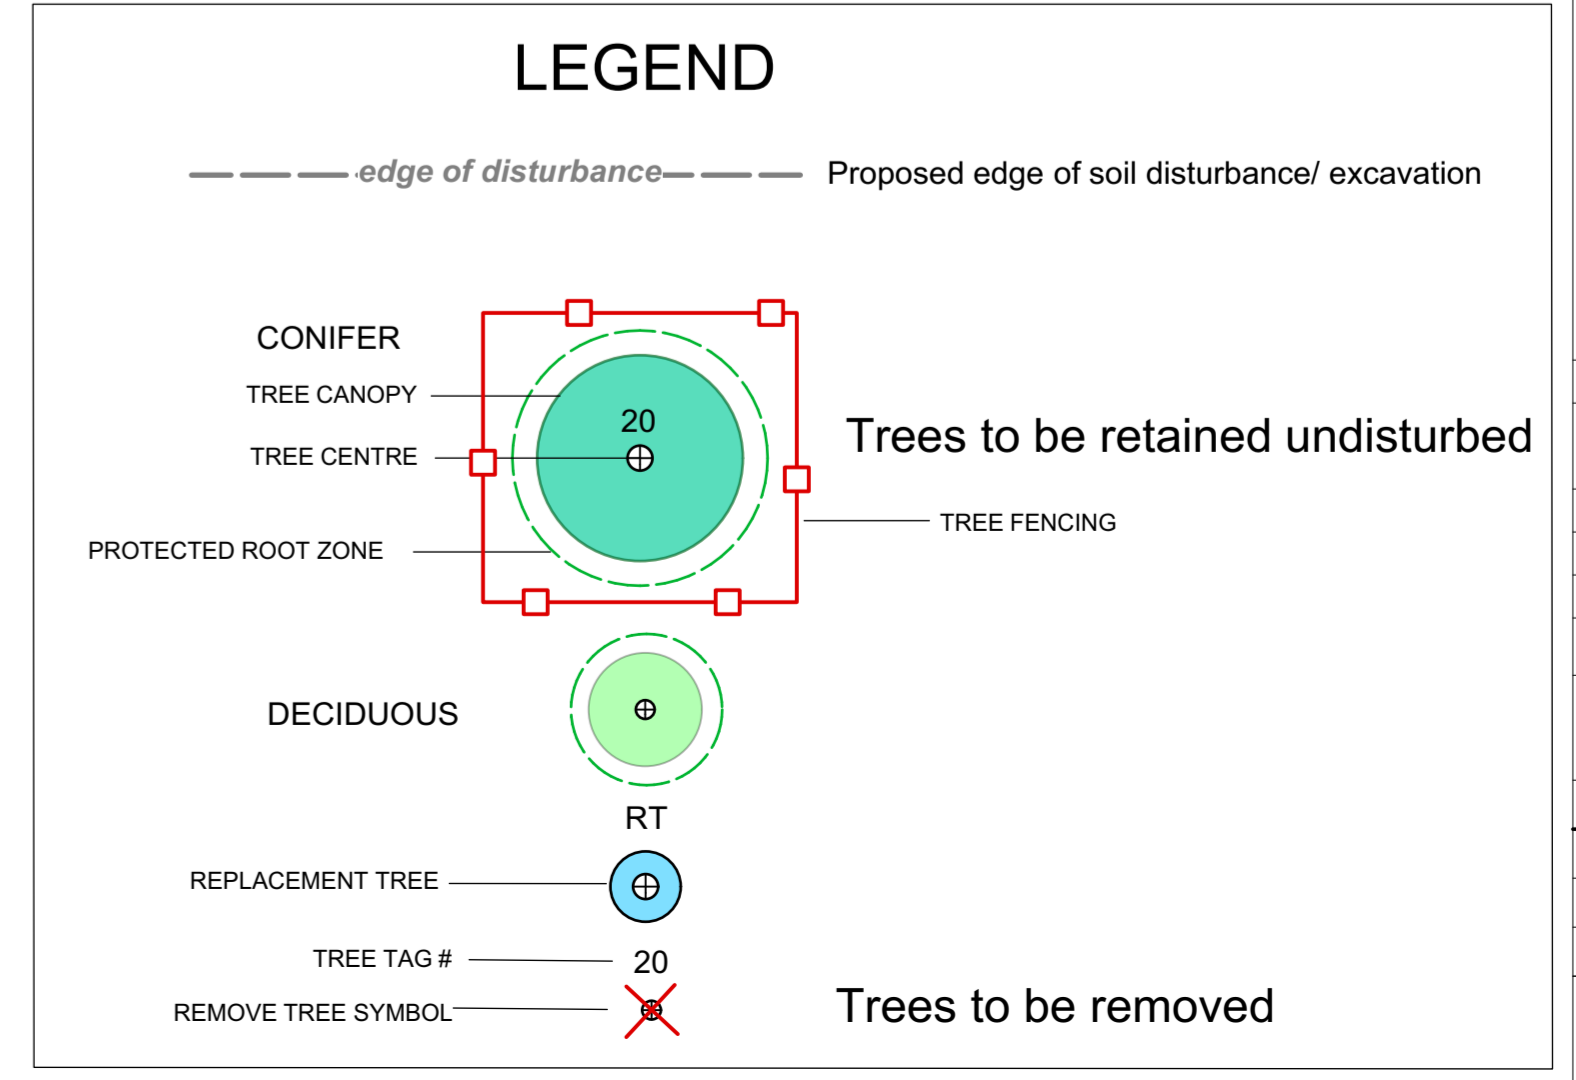 LEGEND
edge of disturbance Proposed edge of soil disturbance/ excavation
CONIFER
TREE CANOPY
20
TREE CENTRE
Trees to be retained undisturbed
TREE FENCING
PROTECTED ROOT ZONE
DECIDUOUS
RT
REPLACEMENT TREE
TREE TAG # 20
REMOVE TREE SYMBOL
Trees to be removed